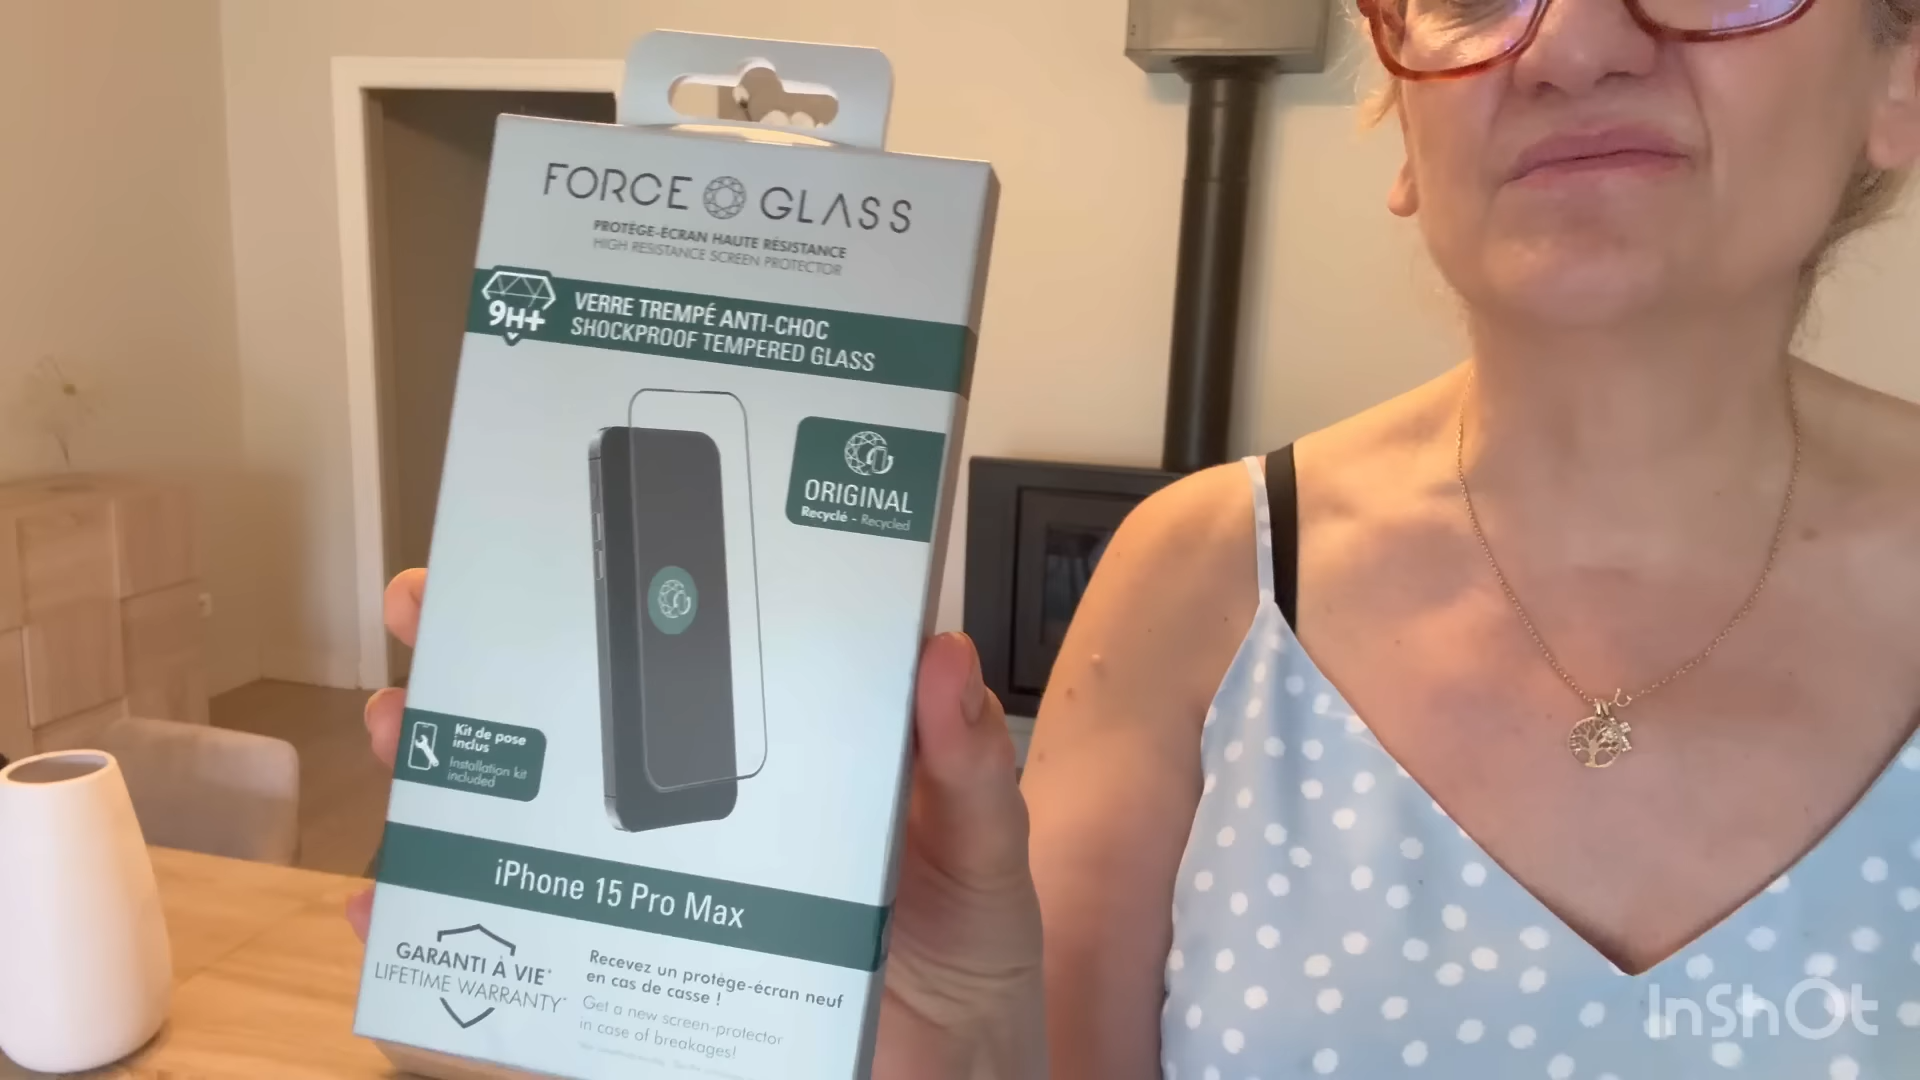 FORCE GLASS
PROTÈGE-ÉCRAN HAUTE RÉSISTANCE
HIGH RESISTANCE SCREEN PROTECTOR
9H+
VERRE TREMPÉ ANTI-CHOC
SHOCKPROOF TEMPERED GLASS
ORIGINAL
Recyclé - Recycled
Kit de pose
inclus
Installation kit
included
iPhone 15 Pro Max
GARANTI À VIE*
LIFETIME WARRANTY*
Recevez un protège-écran neuf
en cas de casse !
Get a new screen-protector
in case of breakages!
InShOt